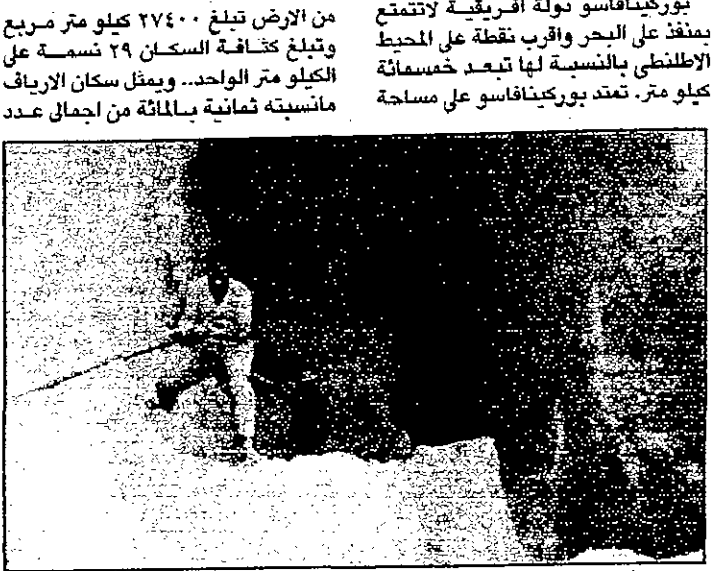 بوركينافاسو دولة افريقية لاتتمتع
بمنفذ على البحر واقرب نقطة على المحيط
الاطلنطى بالنسبة لها تبعد خمسمائة
كيلو متر. تمتد بوركينافاسو على مساحة
من الارض تبلغ ٢٧٤٠٠ كيلو متر مربع
وتبلغ كثافة السكان ٢٩ نسمة على
الكيلو متر الواحد.. ويمثل سكان الارياف
مانسبته ثمانية بالمائة من اجمالى عدد